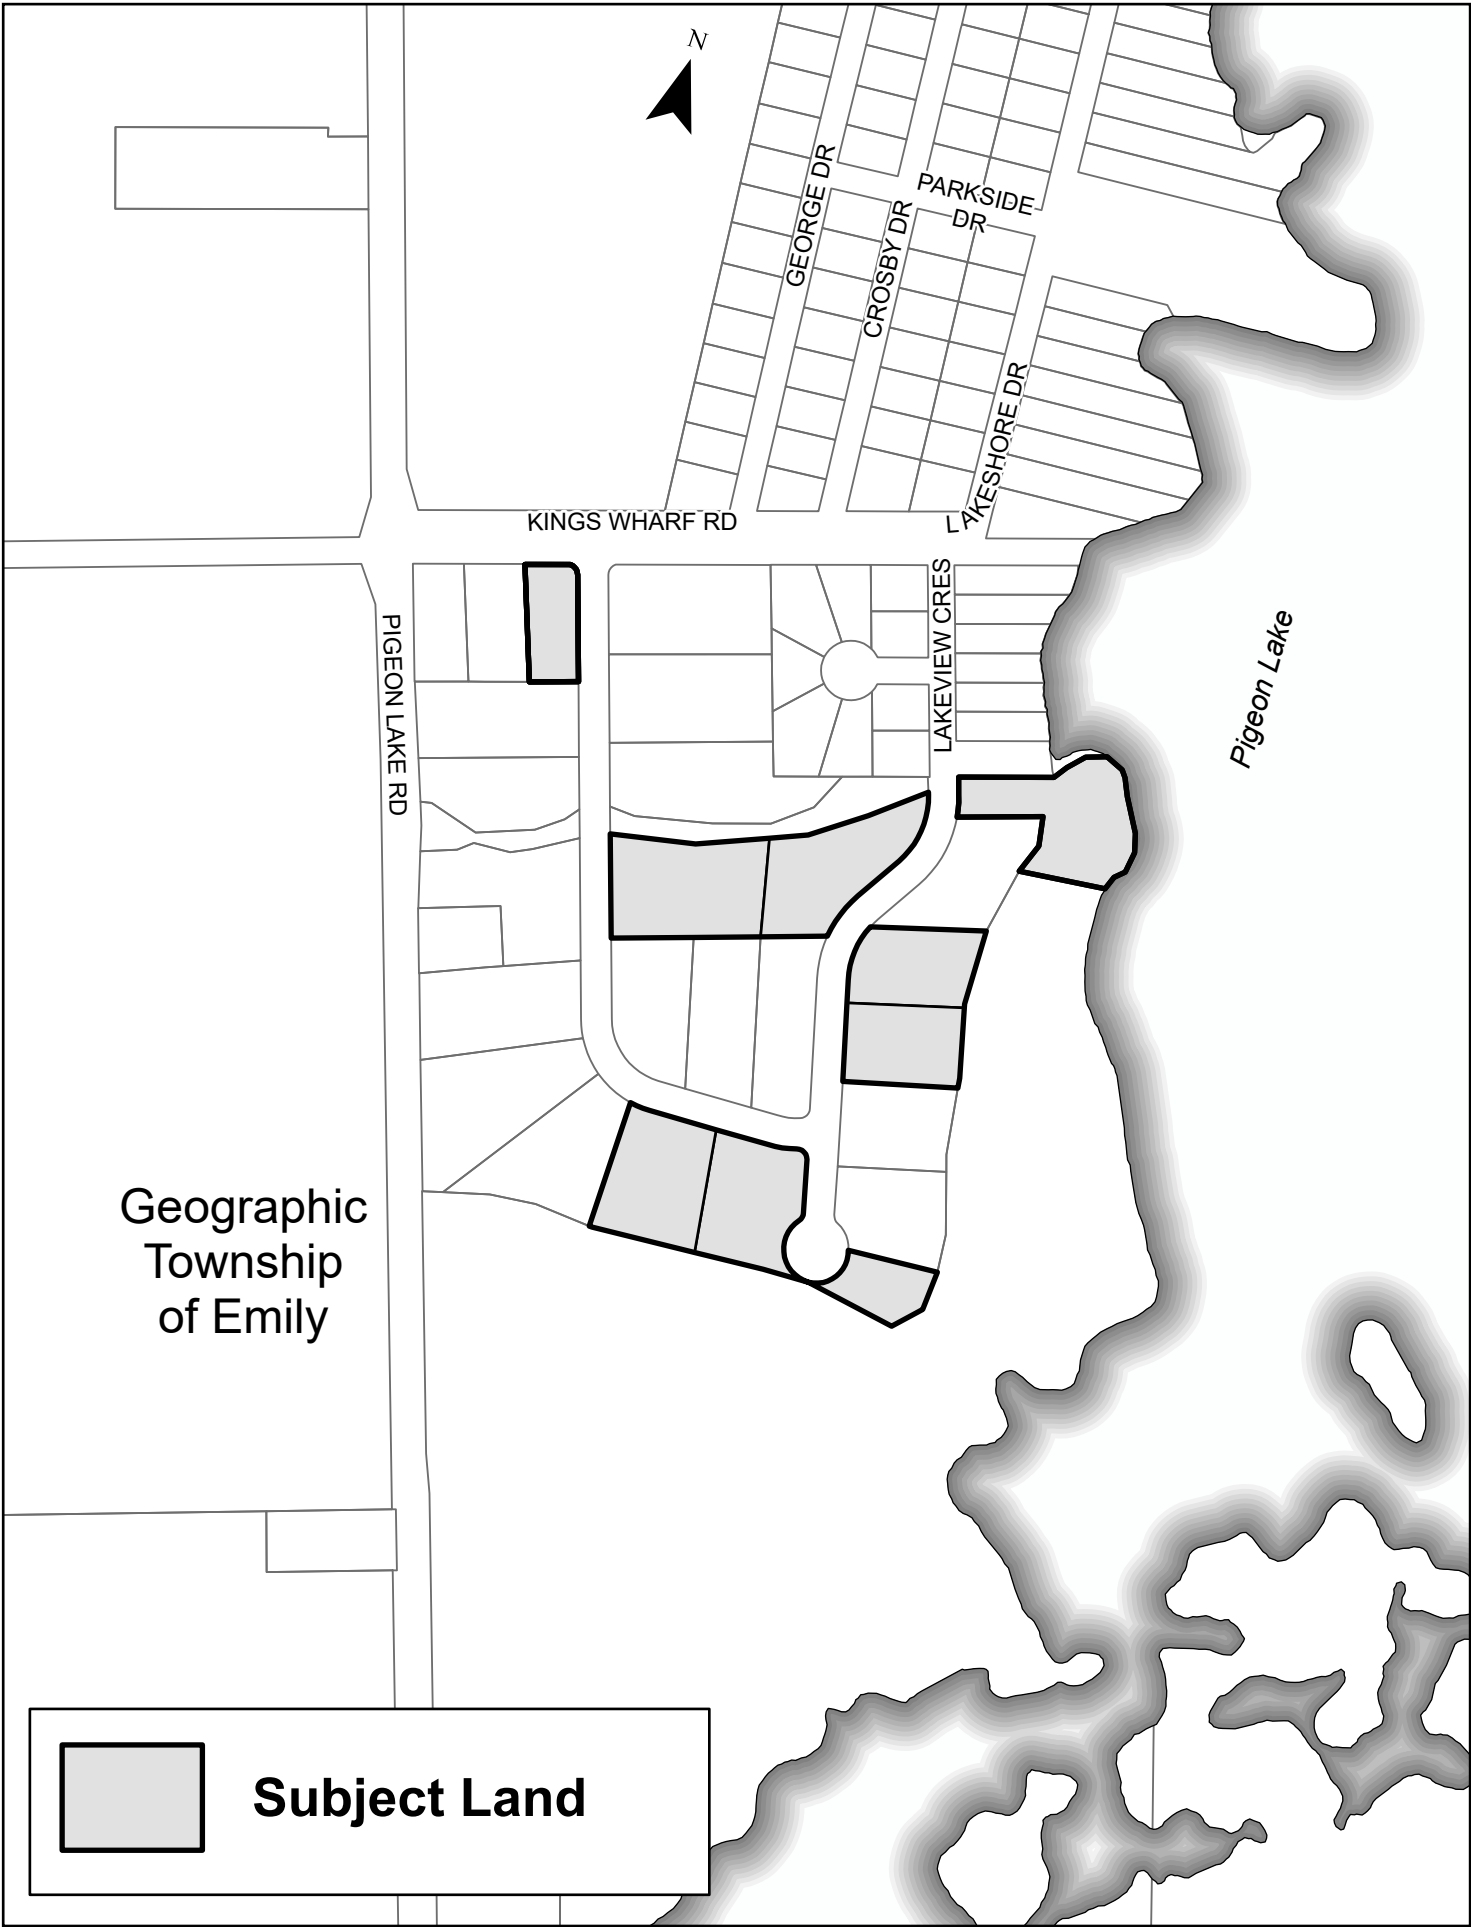 N
GEORGE DR
CROSBY DR
PARKSIDE
DR
LAKESHORE DR
KINGS WHARF RD
LAKEVIEW CRES
PIGEON LAKE RD
Pigeon Lake
Geographic
Township
of Emily
Subject Land